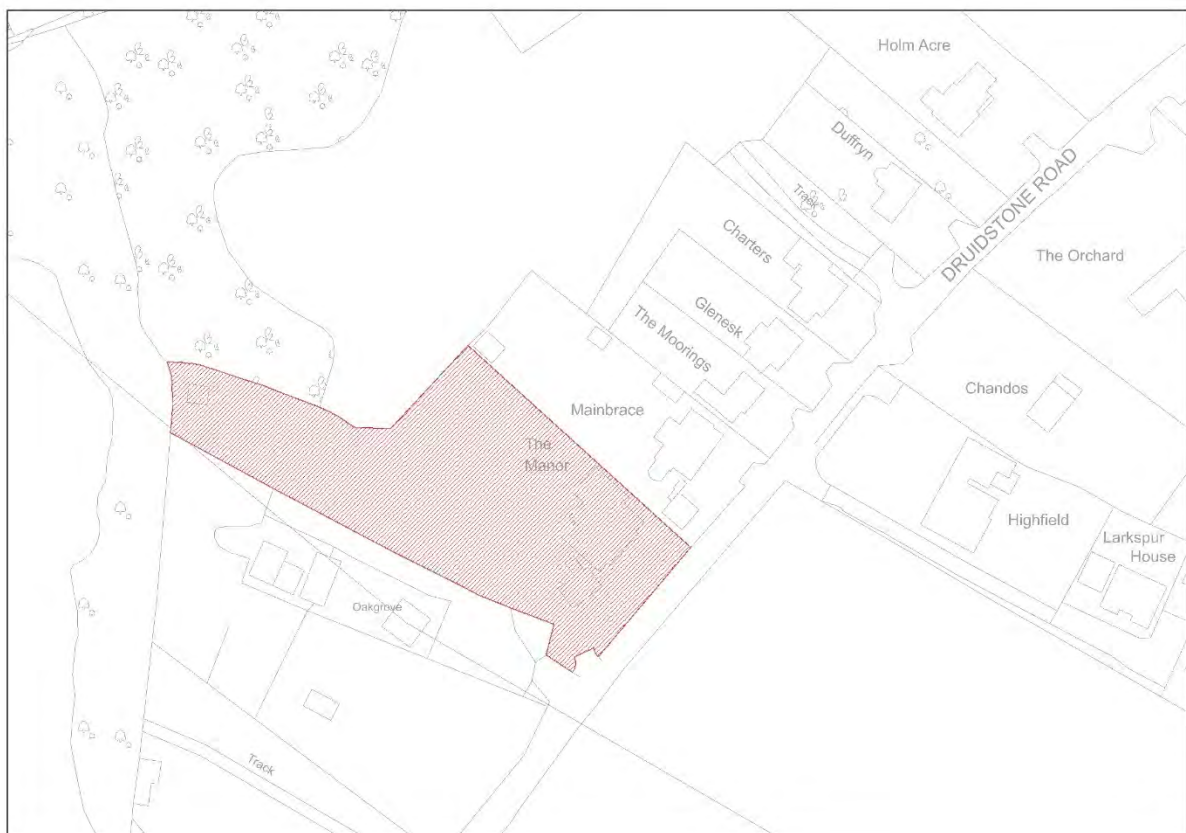 Holm Acre
Duffryn
DRUIDSTONE ROAD
Track
Charters
The Orchard
Glenesk
The Moorings
Chandos
Mainbrace
The
Manor
Highfield
Larkspur
House
Oakgrove
Track